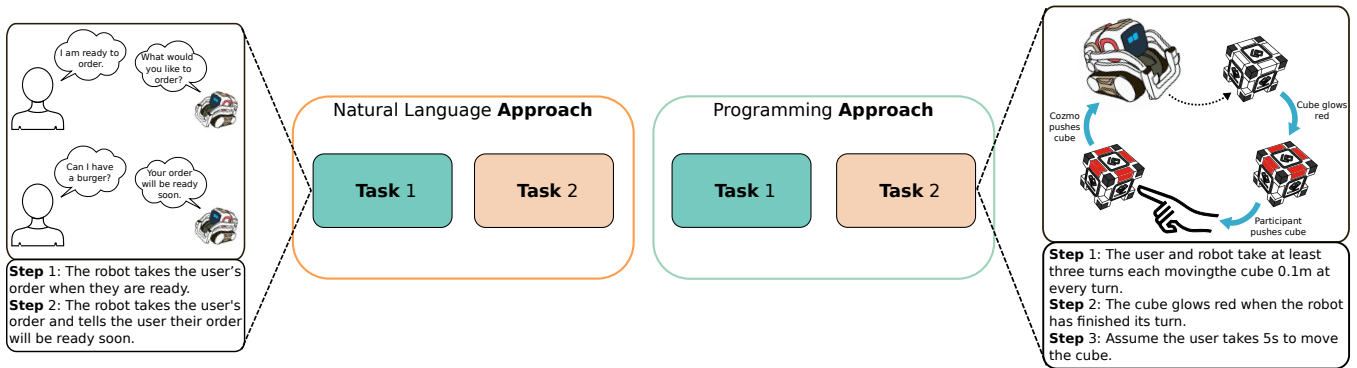 I am ready to
order.
What would
you like to
order?
Can I have
a burger?
Your order
will be ready
soon.
Step 1: The robot takes the user’s
order when they are ready.
Step 2: The robot takes the user's
order and tells the user their order
will be ready soon.
Natural Language Approach
Task 1
Task 2
Programming Approach
Task 1
Task 2
Cube glows
red
Cozmo
pushes
cube
Participant
pushes cube
Step 1: The user and robot take at least
three turns each movingthe cube 0.1m at
every turn.
Step 2: The cube glows red when the robot
has finished its turn.
Step 3: Assume the user takes 5s to move
the cube.